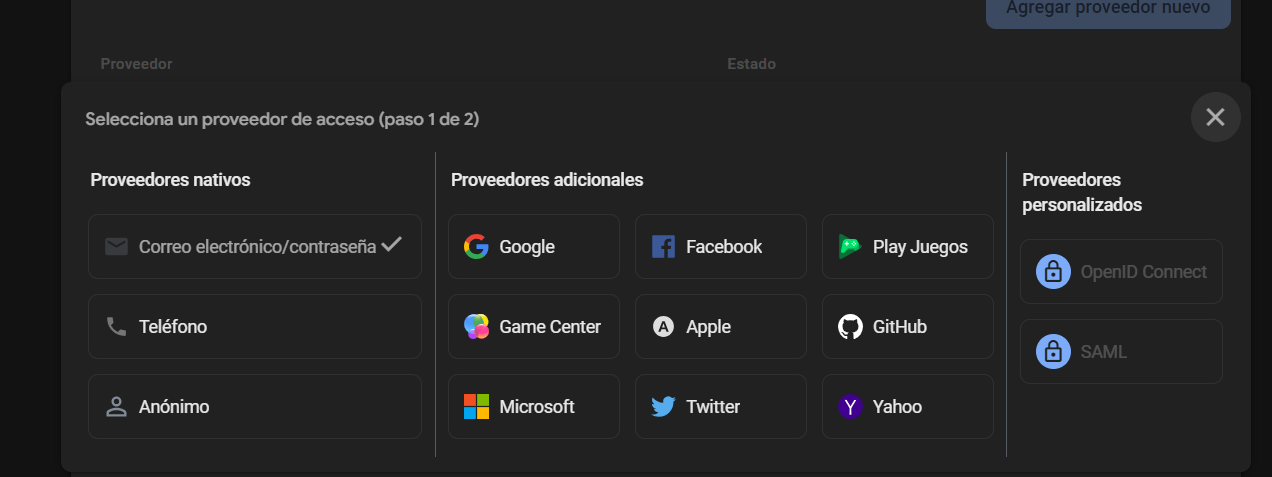 Agregar proveedor nuevo
Proveedor
Estado
Selecciona un proveedor de acceso (paso 1 de 2)
Proveedores nativos
Correo electrónico/contraseña
Teléfono
Anónimo
Proveedores adicionales
Google
Facebook
Play Juegos
Game Center
Apple
GitHub
Microsoft
Twitter
Yahoo
Proveedores
personalizados
OpenID Connect
SAML